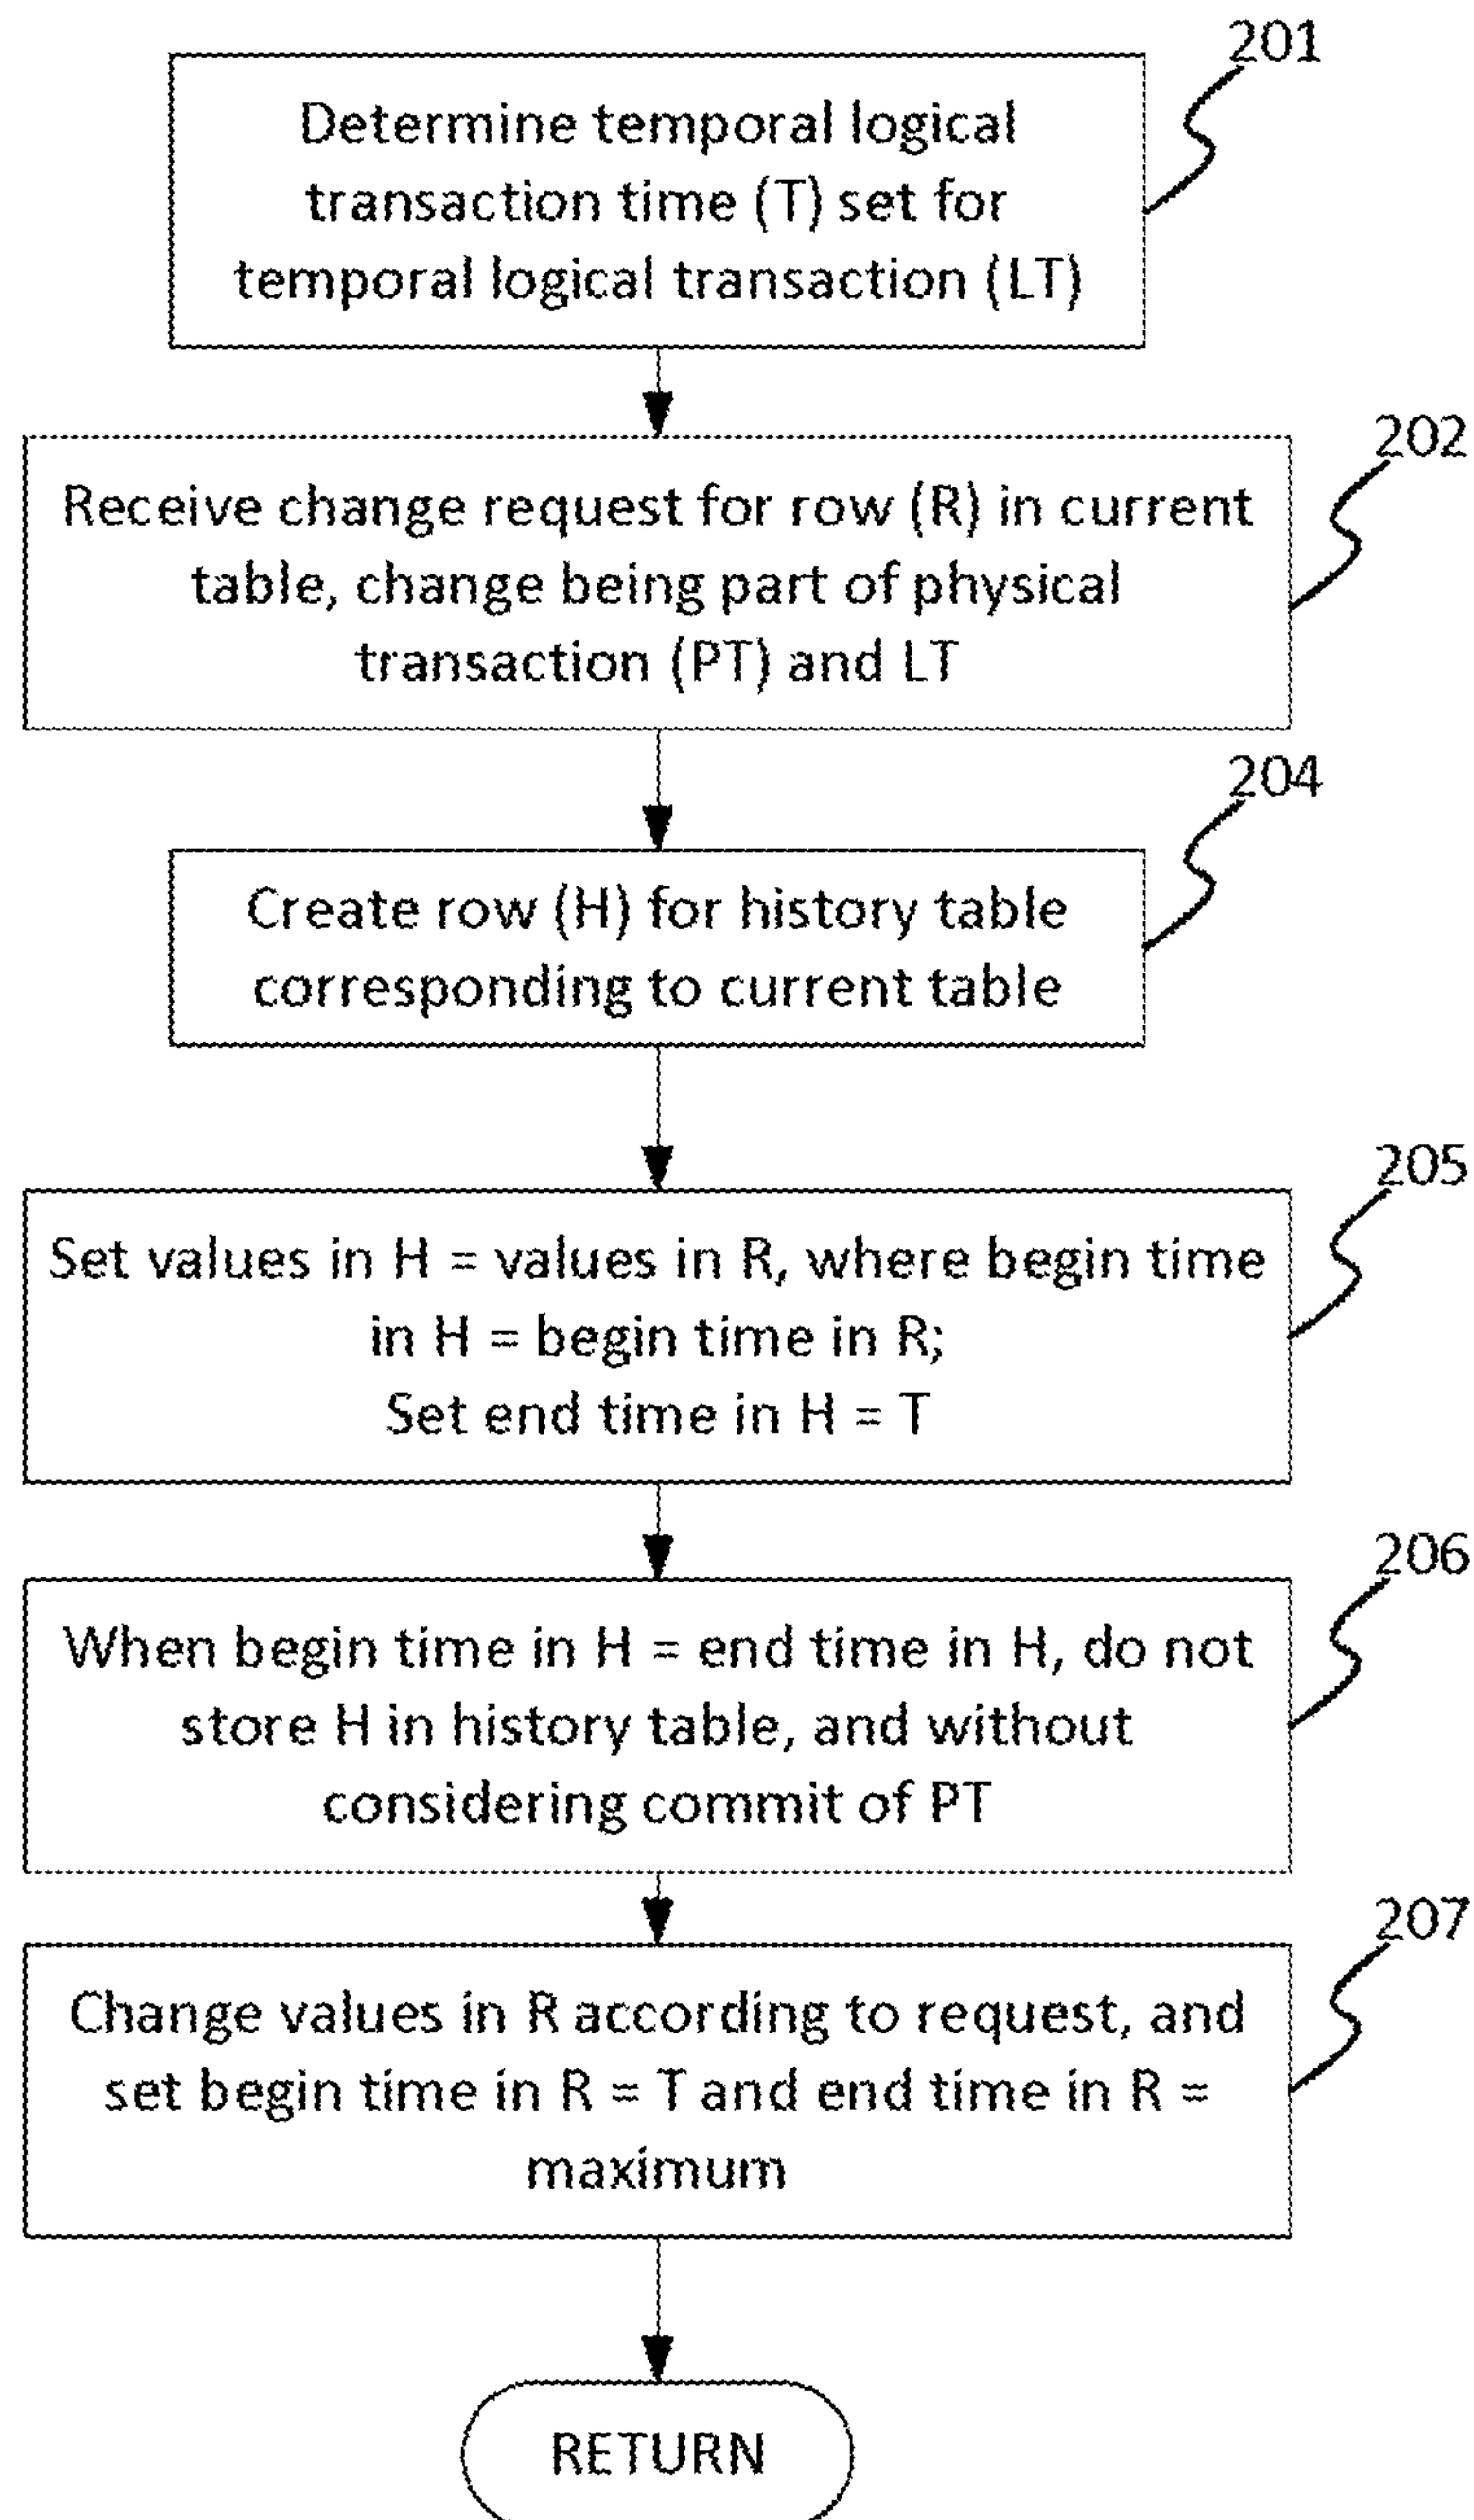 201
Determine temporal logical
transaction time (T) set for
temporal logical transaction (LT)
202
Receive change request for row (R) in current
table, change being part of physical
transaction (PT) and LT
204
Create row (H) for history table
corresponding to current table
205
Set values in H = values in R, where begin time
in H = begin time in R;
Set end time in H = T
206
When begin time in H = end time in H, do not
store H in history table, and without
considering commit of PT
207
Change values in R according to request, and
set begin time in R = T and end time in R =
maximum
RETURN